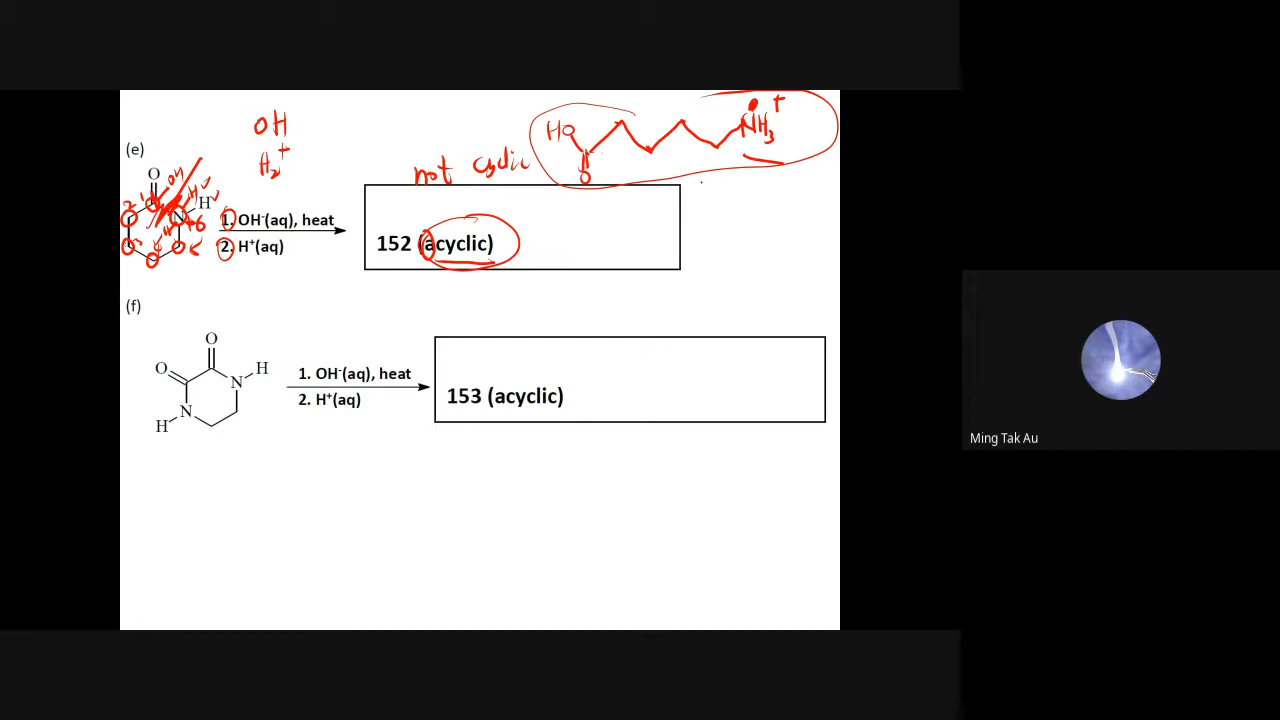 OH
H₂⁺
HO
NH₃⁺
O
not cyclic
(e)
O
H
N
1. OH⁻(aq), heat
2. H⁺(aq)
152 (acyclic)
(f)
O
O
H
N
N
H
1. OH⁻(aq), heat
2. H⁺(aq)
153 (acyclic)
Ming Tak Au